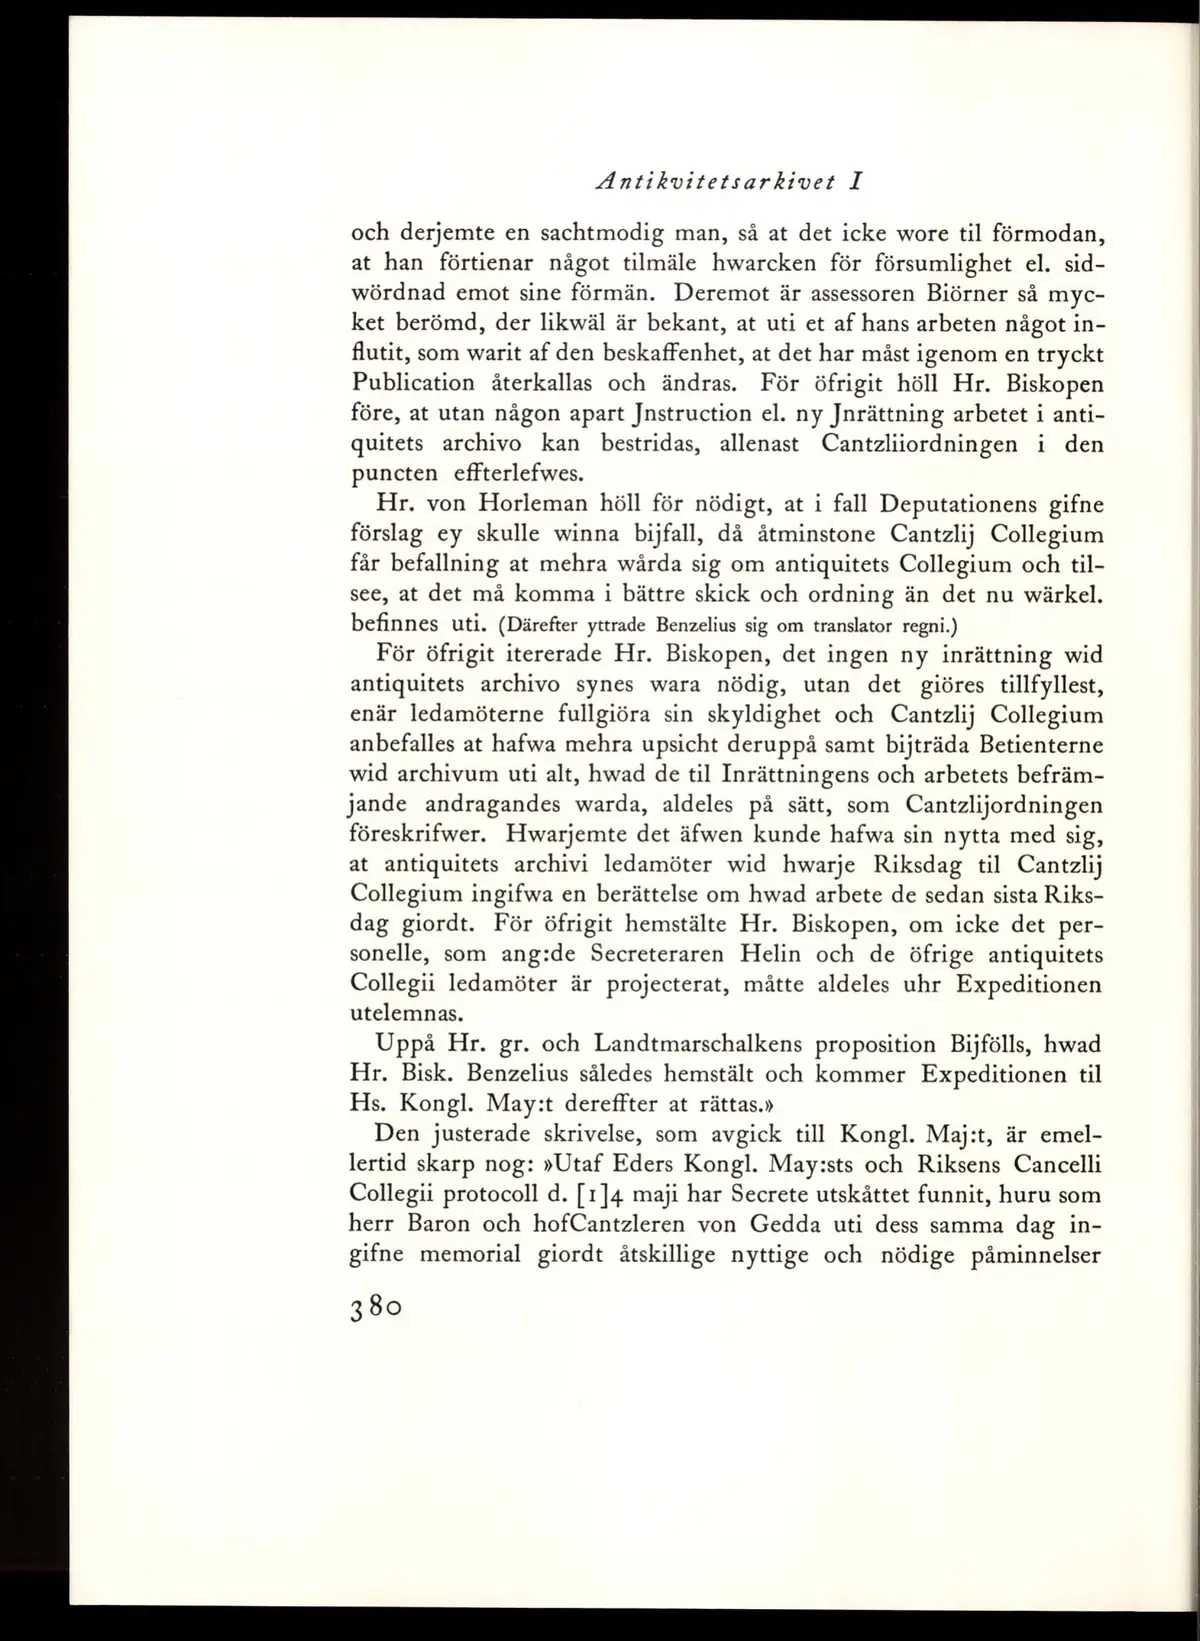 Antikvitetsarkivet I
och derjemte en sachtmodig man, så at det icke wore til förmodan,
at han förtienar något tilmäle hwarcken för försumlighet el. sid-
wördnad emot sine förmän. Deremot är assessoren Biörner så myc-
ket berömd, der likwäl är bekant, at uti et af hans arbeten något in-
flutit, som warit af den beskaffenhet, at det har måst igenom en tryckt
Publication återkallas och ändras. För öfrigit höll Hr. Biskopen
före, at utan någon apart Jnstruction el. ny Jnrättning arbetet i anti-
quitets archivo kan bestridas, allenast Cantzliiordningen i den
puncten effterlefwes.
Hr. von Horleman höll för nödigt, at i fall Deputationens gifne
förslag ey skulle winna bijfall, då åtminstone Cantzlij Collegium
får befallning at mehra wårda sig om antiquitets Collegium och til-
see, at det må komma i bättre skick och ordning än det nu wärkel.
befinnes uti. (Därefter yttrade Benzelius sig om translator regni.)
För öfrigit itererade Hr. Biskopen, det ingen ny inrättning wid
antiquitets archivo synes wara nödig, utan det giöres tillfyllest,
enär ledamöterne fullgiöra sin skyldighet och Cantzlij Collegium
anbefalles at hafwa mehra upsicht deruppå samt bijträda Betienterne
wid archivum uti alt, hwad de til Inrättningens och arbetets befräm-
jande andragandes warda, aldeles på sätt, som Cantzlijordningen
föreskrifwer. Hwarjemte det äfwen kunde hafwa sin nytta med sig,
at antiquitets archivi ledamöter wid hwarje Riksdag til Cantzlij
Collegium ingifwa en berättelse om hwad arbete de sedan sista Riks-
dag giordt. För öfrigit hemstälte Hr. Biskopen, om icke det per-
sonelle, som ang:de Secreteraren Helin och de öfrige antiquitets
Collegii ledamöter är projecterat, måtte aldeles uhr Expeditionen
utelemnas.
Uppå Hr. gr. och Landtmarschalkens proposition Bijfölls, hwad
Hr. Bisk. Benzelius således hemstält och kommer Expeditionen til
Hs. Kongl. May:t dereffter at rättas.»
Den justerade skrivelse, som avgick till Kongl. Maj:t, är emel-
lertid skarp nog: »Utaf Eders Kongl. May:sts och Riksens Cancelli
Collegii protocoll d. [1]4 maji har Secrete utskåttet funnit, huru som
herr Baron och hofCantzleren von Gedda uti dess samma dag in-
gifne memorial giordt åtskillige nyttige och nödige påminnelser
380